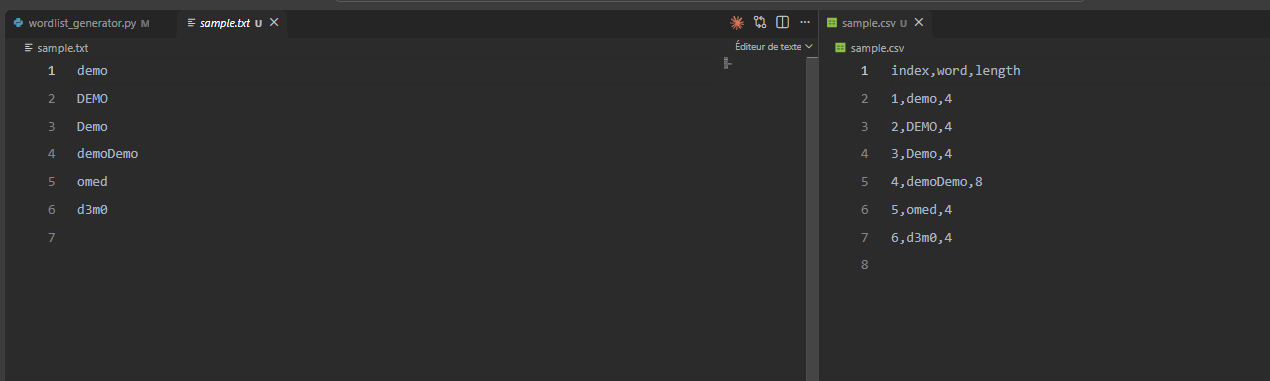 wordlist_generator.py M
sample.txt U
sample.txt
Éditeur de texte
1 demo
2 DEMO
3 Demo
4 demoDemo
5 omed
6 d3m0
7
sample.csv U
sample.csv
1 index,word,length
2 1,demo,4
3 2,DEMO,4
4 3,Demo,4
5 4,demoDemo,8
6 5,omed,4
7 6,d3m0,4
8